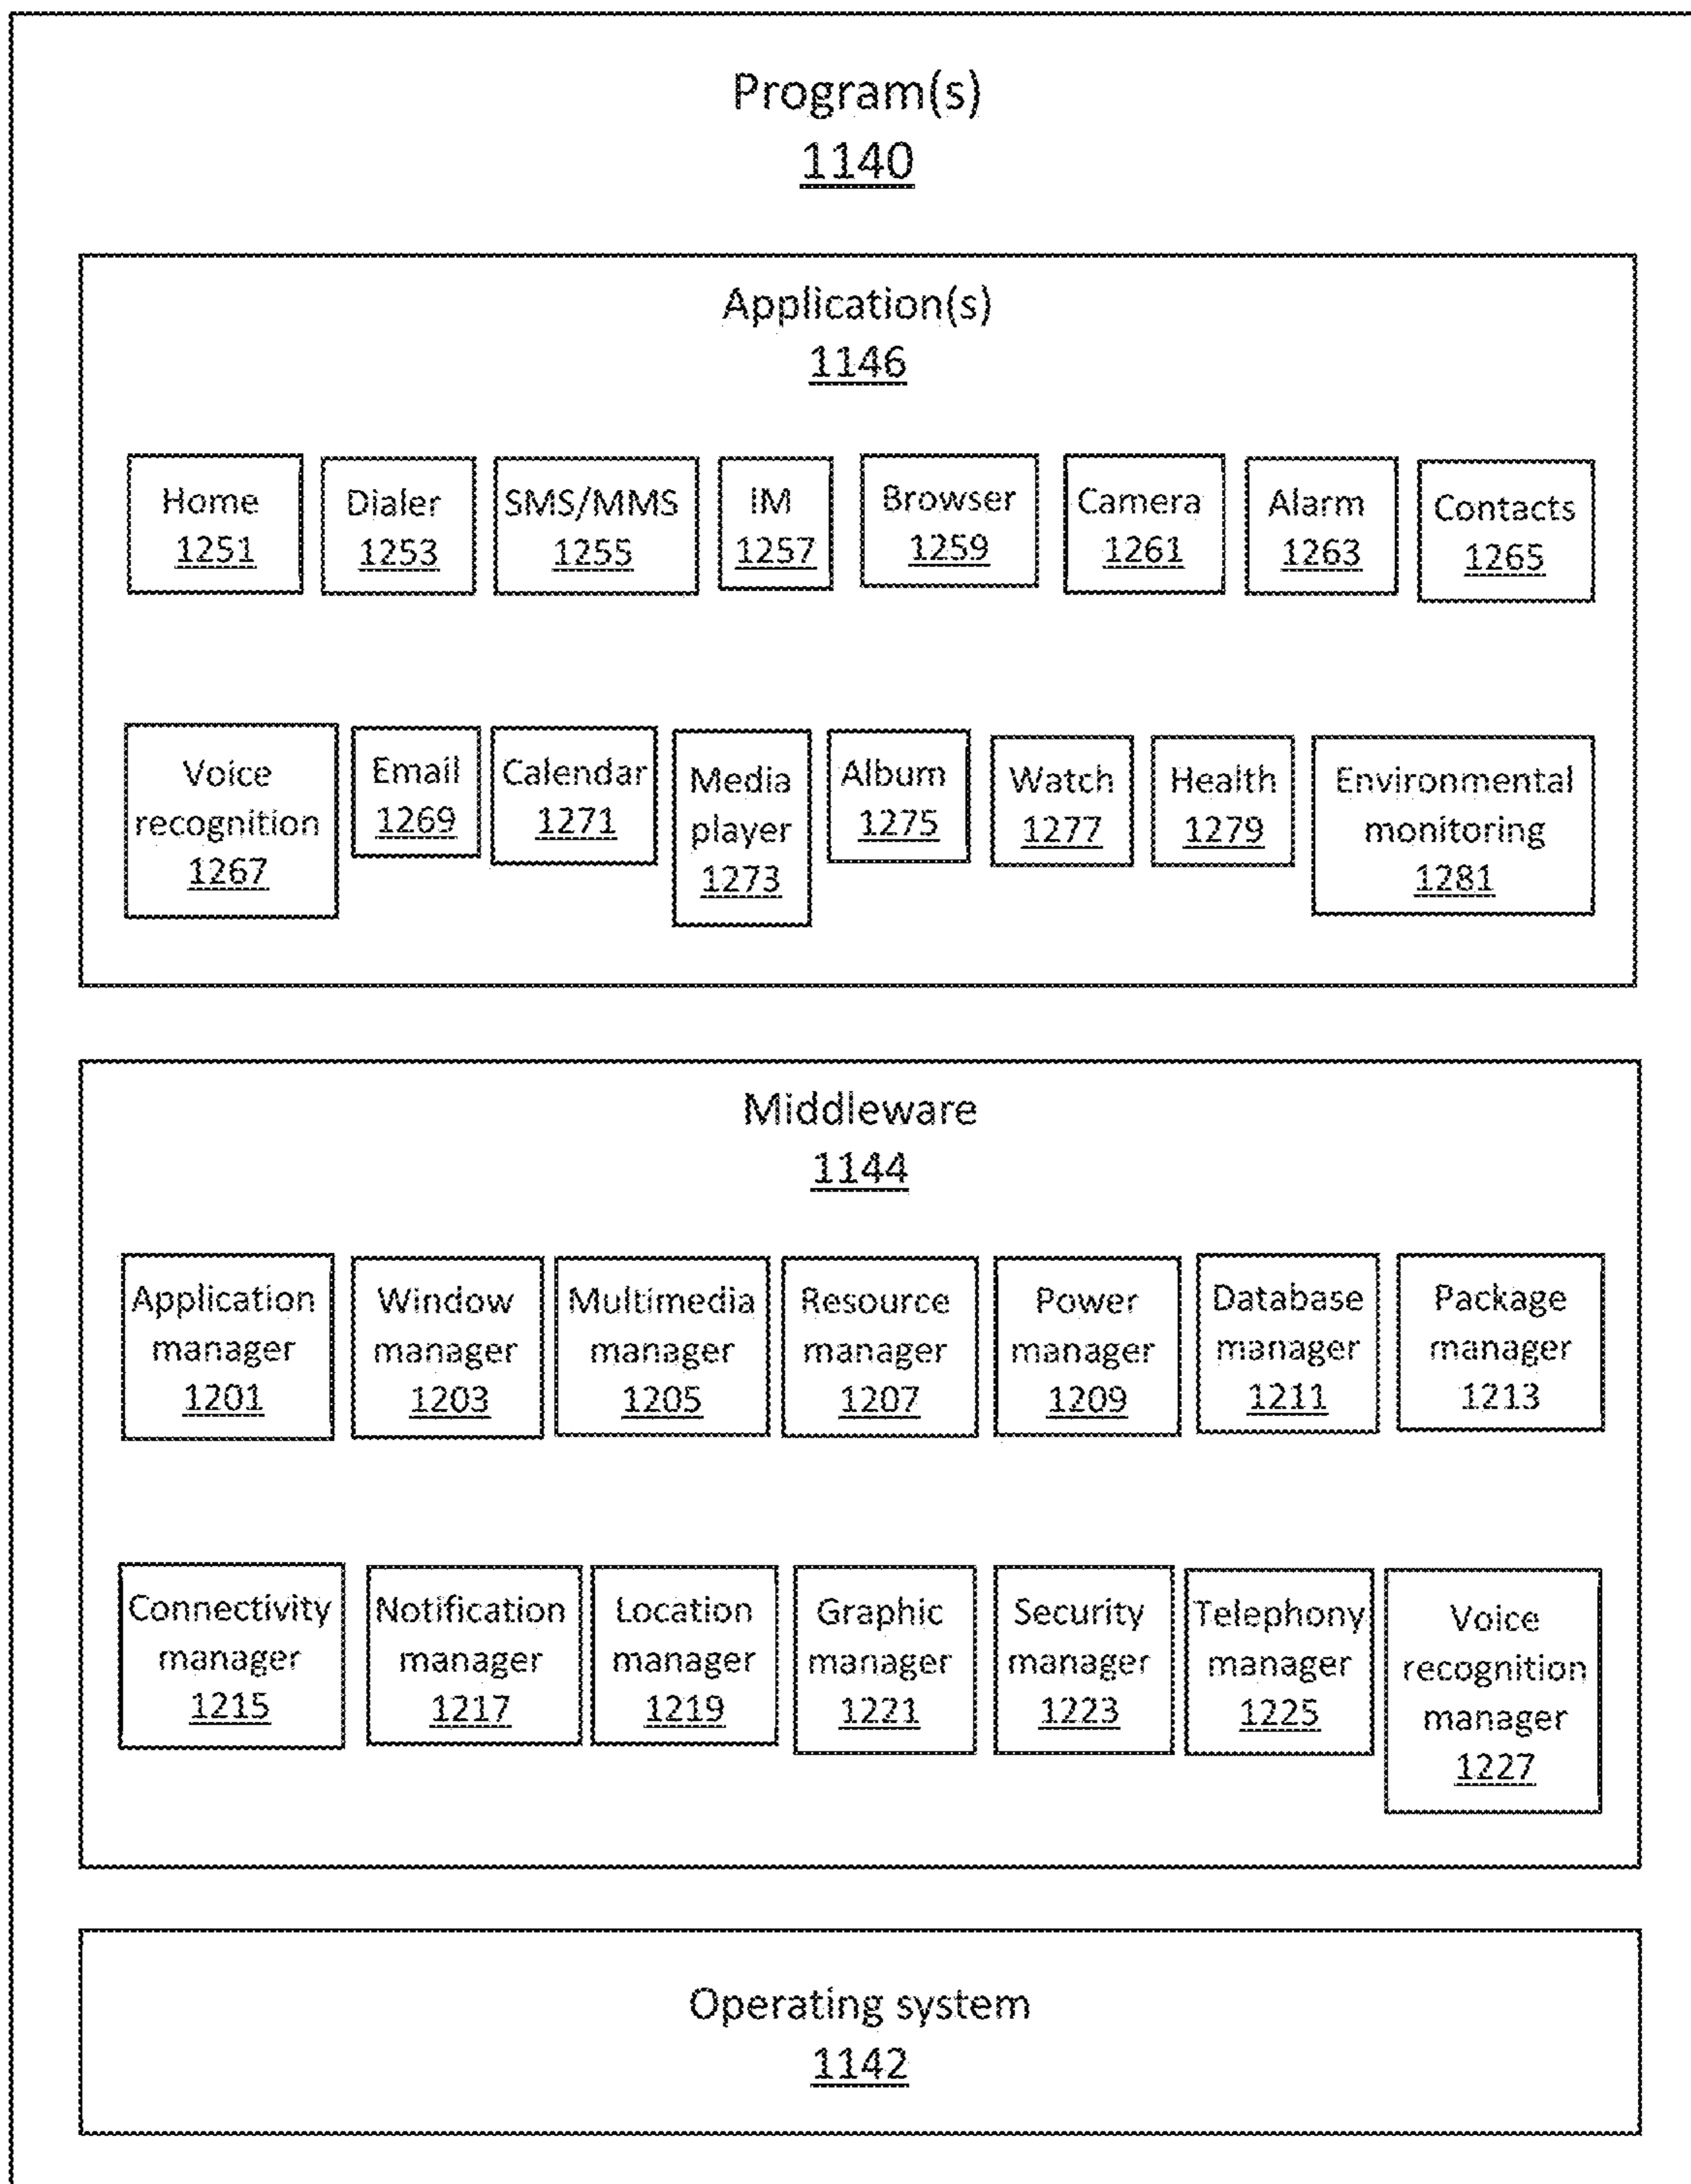 Program(s)
1140
Application(s)
1146
Home
1251
Dialer
1253
SMS/MMS
1255
IM
1257
Browser
1259
Camera
1261
Alarm
1263
Contacts
1265
Voice
recognition
1267
Email
1269
Calendar
1271
Media
player
1273
Album
1275
Watch
1277
Health
1279
Environmental
monitoring
1281
Middleware
1144
Application
manager
1201
Window
manager
1203
Multimedia
manager
1205
Resource
manager
1207
Power
manager
1209
Database
manager
1211
Package
manager
1213
Connectivity
manager
1215
Notification
manager
1217
Location
manager
1219
Graphic
manager
1221
Security
manager
1223
Telephony
manager
1225
Voice
recognition
manager
1227
Operating system
1142